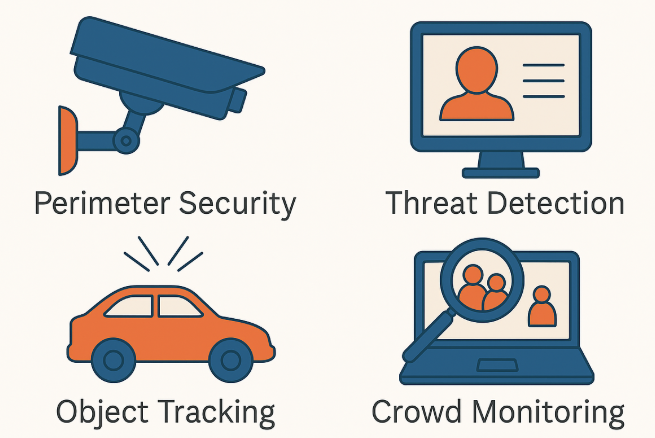 Perimeter Security
Threat Detection
Object Tracking
Crowd Monitoring